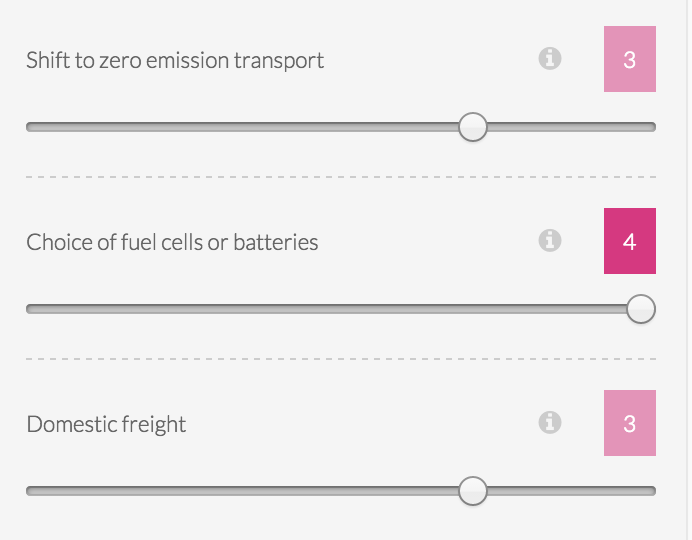 Shift to zero emission transport
3
Choice of fuel cells or batteries
4
Domestic freight
3